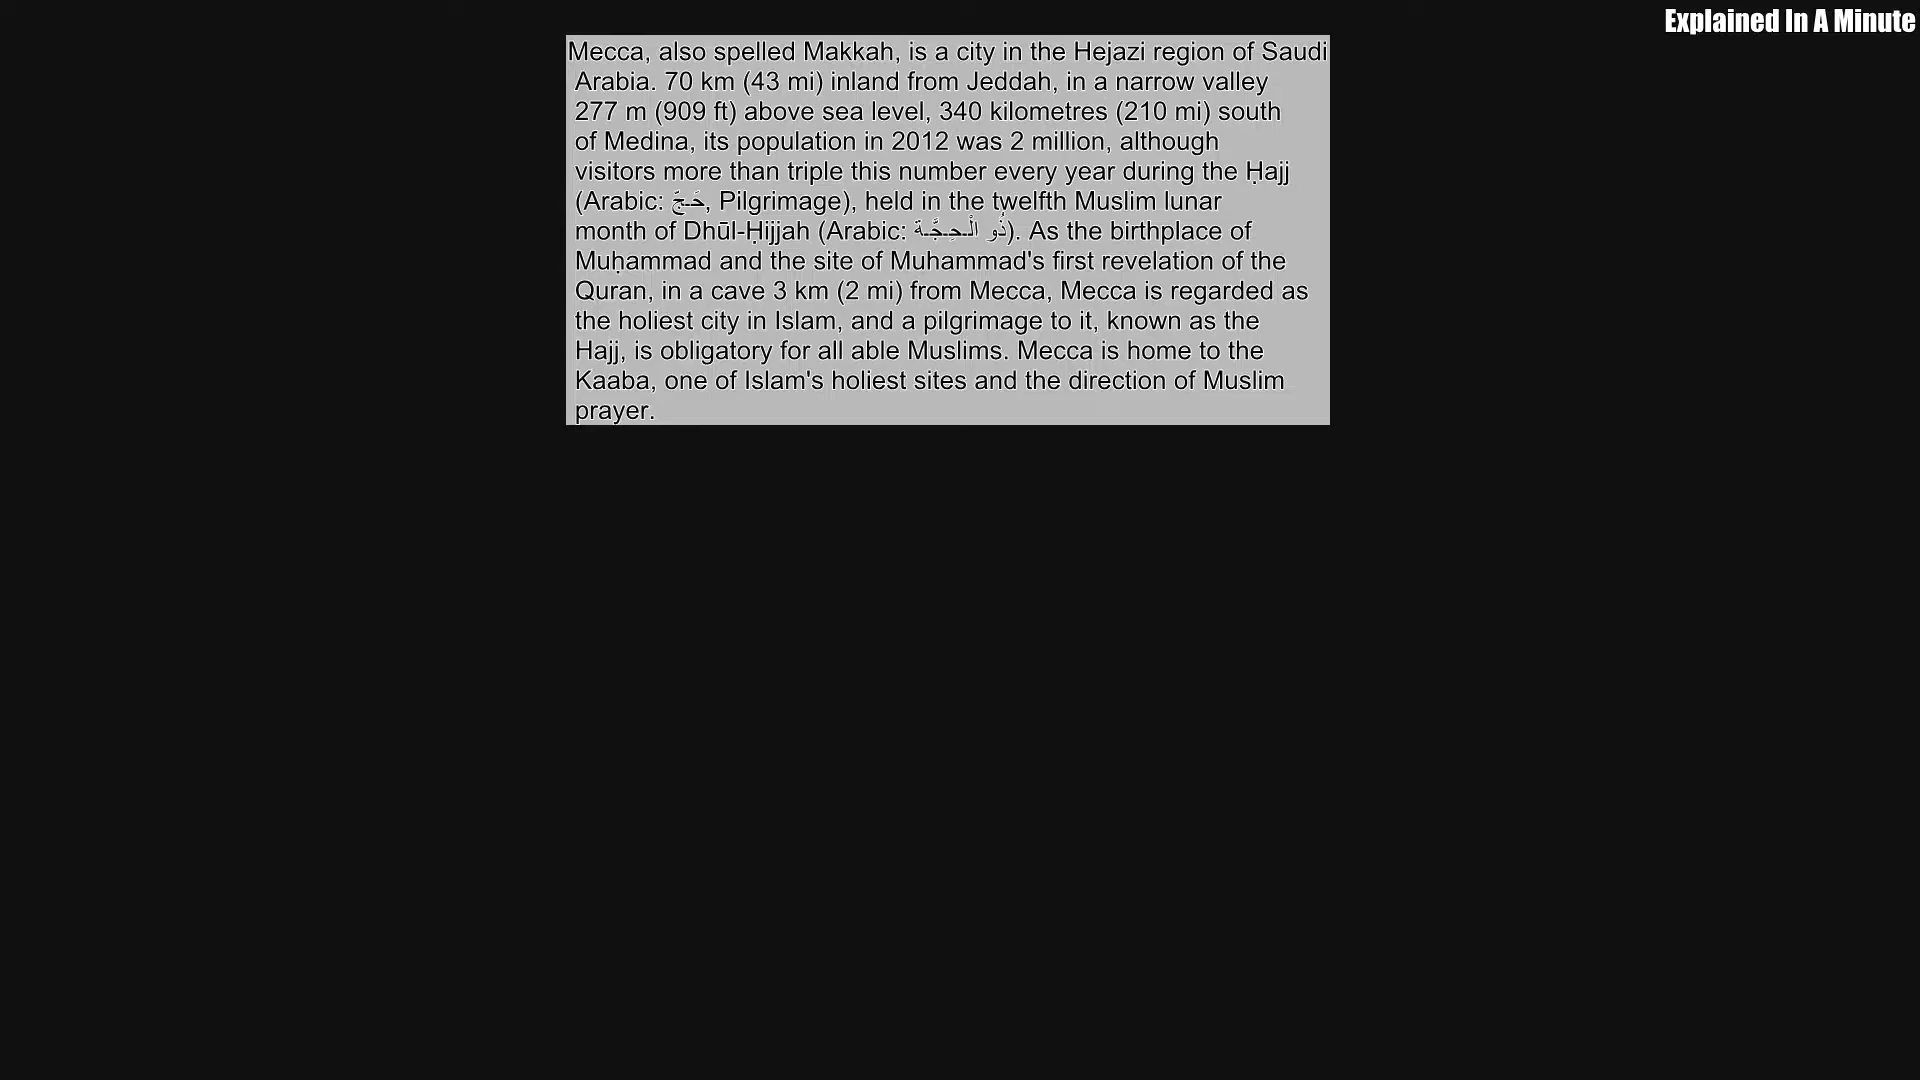 Explained In A Minute
Mecca, also spelled Makkah, is a city in the Hejazi region of Saudi
Arabia. 70 km (43 mi) inland from Jeddah, in a narrow valley
277 m (909 ft) above sea level, 340 kilometres (210 mi) south
of Medina, its population in 2012 was 2 million, although
visitors more than triple this number every year during the Ḥajj
(Arabic: حَـجّ, Pilgrimage), held in the twelfth Muslim lunar
month of Dhūl-Ḥijjah (Arabic: ذُو الْـحِـجَّـة). As the birthplace of
Muḥammad and the site of Muhammad's first revelation of the
Quran, in a cave 3 km (2 mi) from Mecca, Mecca is regarded as
the holiest city in Islam, and a pilgrimage to it, known as the
Hajj, is obligatory for all able Muslims. Mecca is home to the
Kaaba, one of Islam's holiest sites and the direction of Muslim
prayer.